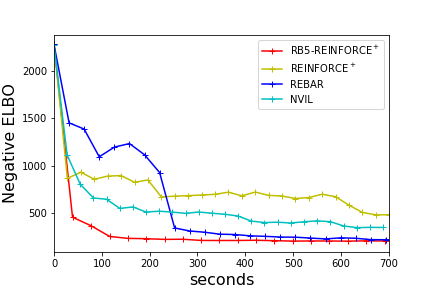 RB5-REINFORCE+
REINFORCE+
REBAR
NVIL
Negative ELBO
2000
1500
1000
500
0 100 200 300 400 500 600 700
seconds